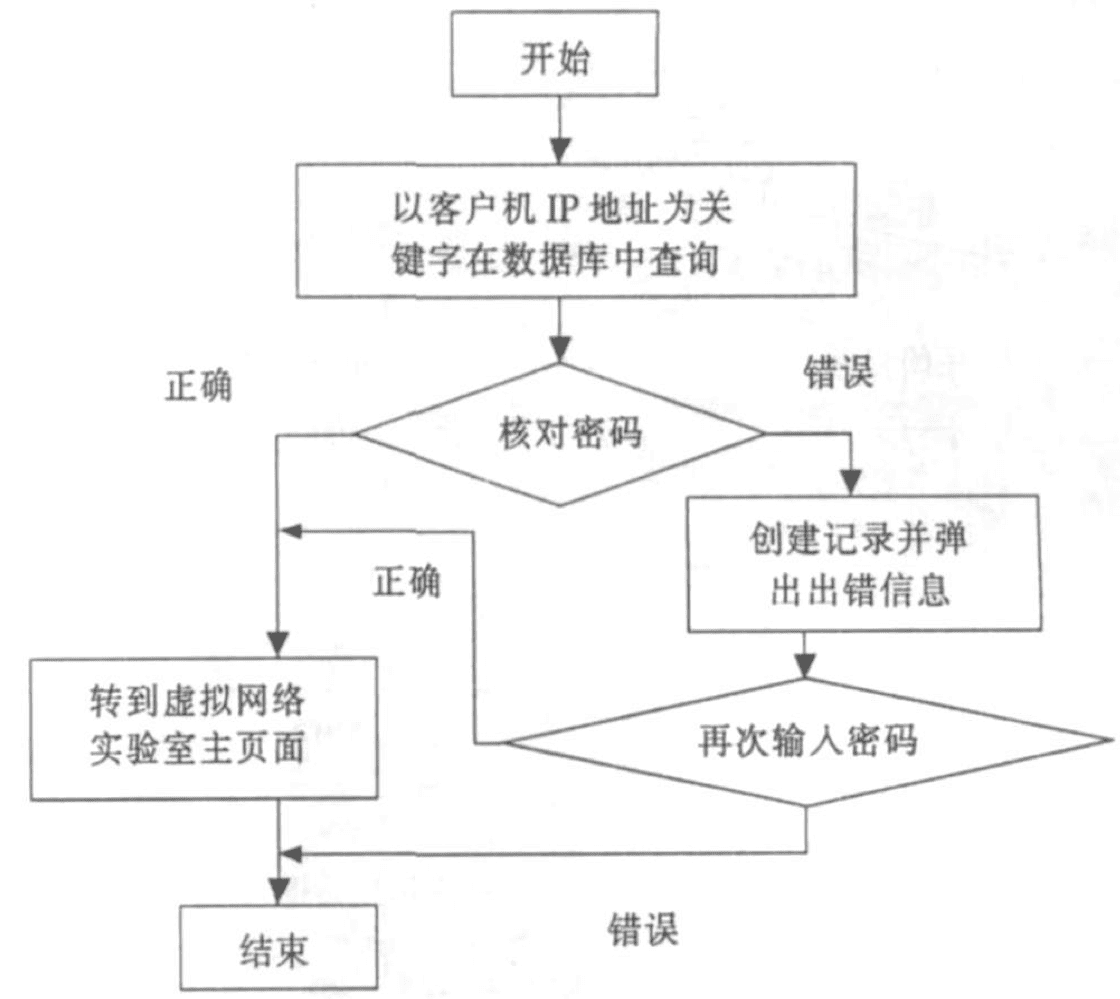 开始
以客户机 IP 地址为关
键字在数据库中查询
正确
错误
核对密码
创建记录并弹
出出错信息
正确
转到虚拟网络
实验室主页面
再次输入密码
错误
结束